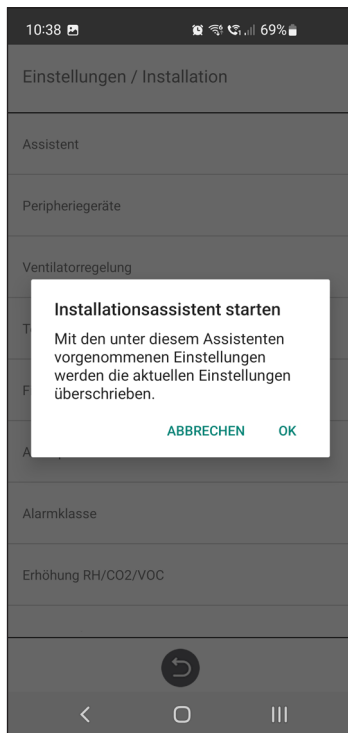 10:38 69%
Einstellungen / Installation
Assistent
Peripheriegeräte
Ventilatorregelung
Installationsassistent starten
Mit den unter diesem Assistenten
vorgenommenen Einstellungen
werden die aktuellen Einstellungen
überschrieben.
ABBRECHEN OK
Alarmklasse
Erhöhung RH/CO2/VOC